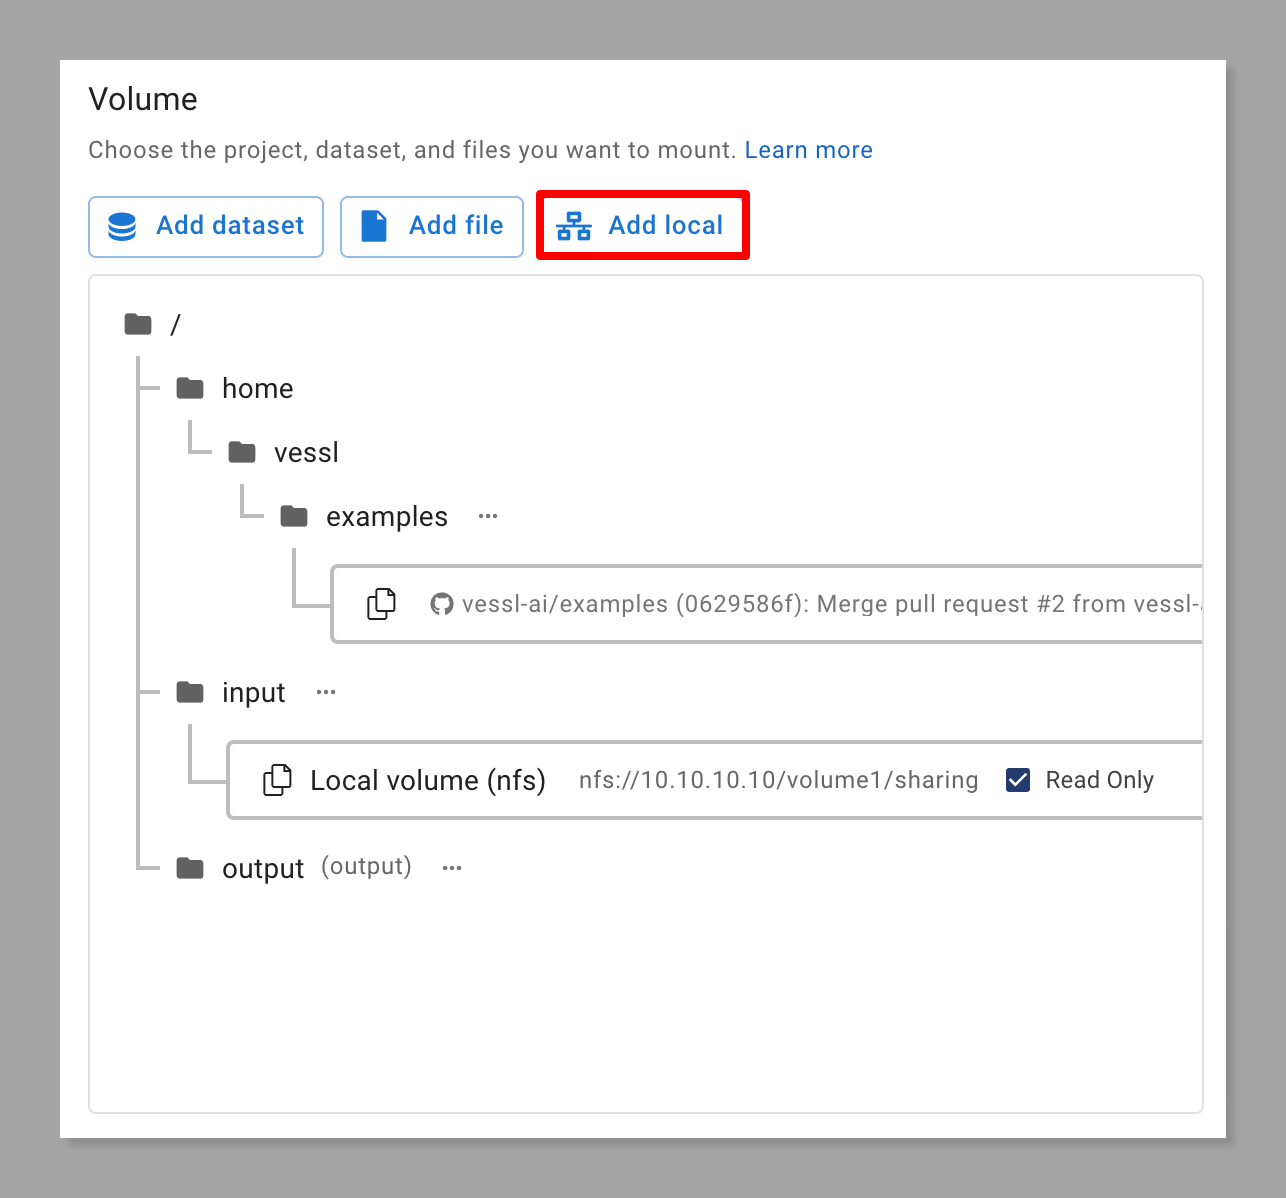 Volume
Choose the project, dataset, and files you want to mount. Learn more
Add dataset Add file Add local
/
home
vessl
examples ...
vessl-ai/examples (0629586f): Merge pull request #2 from vessl-
input ...
Local volume (nfs) nfs://10.10.10.10/volume1/sharing Read Only
output (output) ...